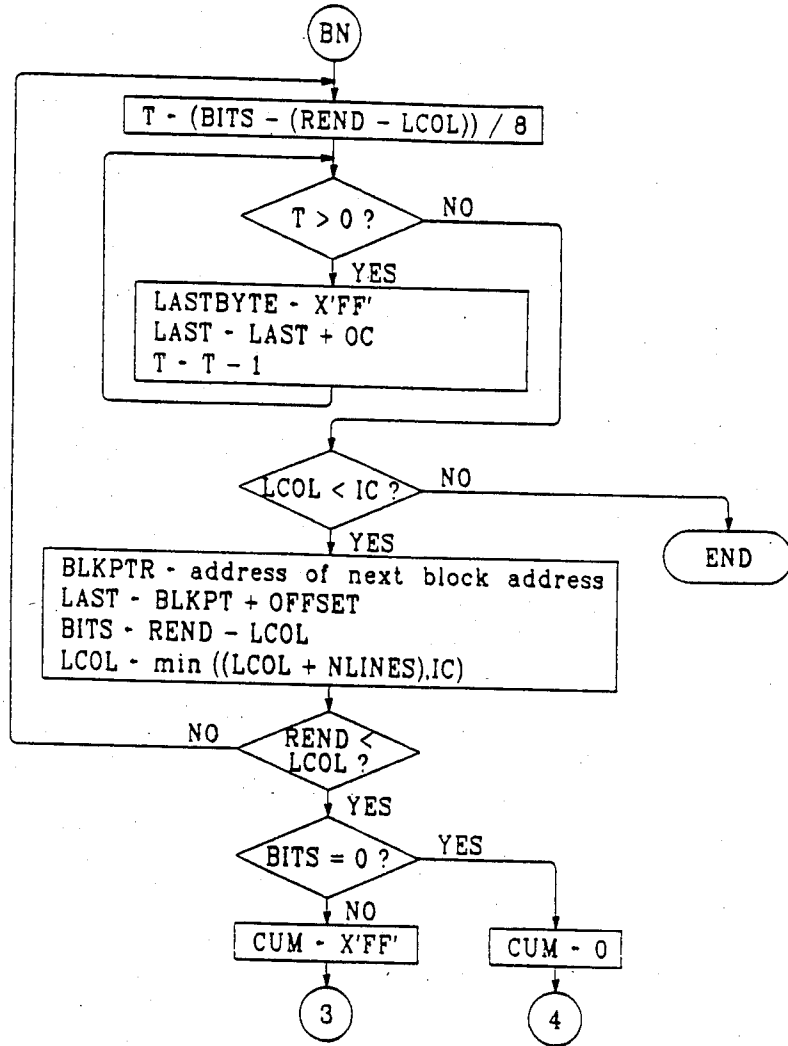 BN
T - (BITS - (REND - LCOL)) / 8
T > 0 ?
NO
YES
LASTBYTE - X'FF'
LAST - LAST + OC
T - T - 1
LCOL < IC ?
NO
YES
END
BLKPTR - address of next block address
LAST - BLKPT + OFFSET
BITS - REND - LCOL
LCOL - min ((LCOL + NLINES),IC)
NO
REND <
LCOL ?
YES
BITS = 0 ?
YES
NO
CUM - X'FF'
CUM - 0
3
4